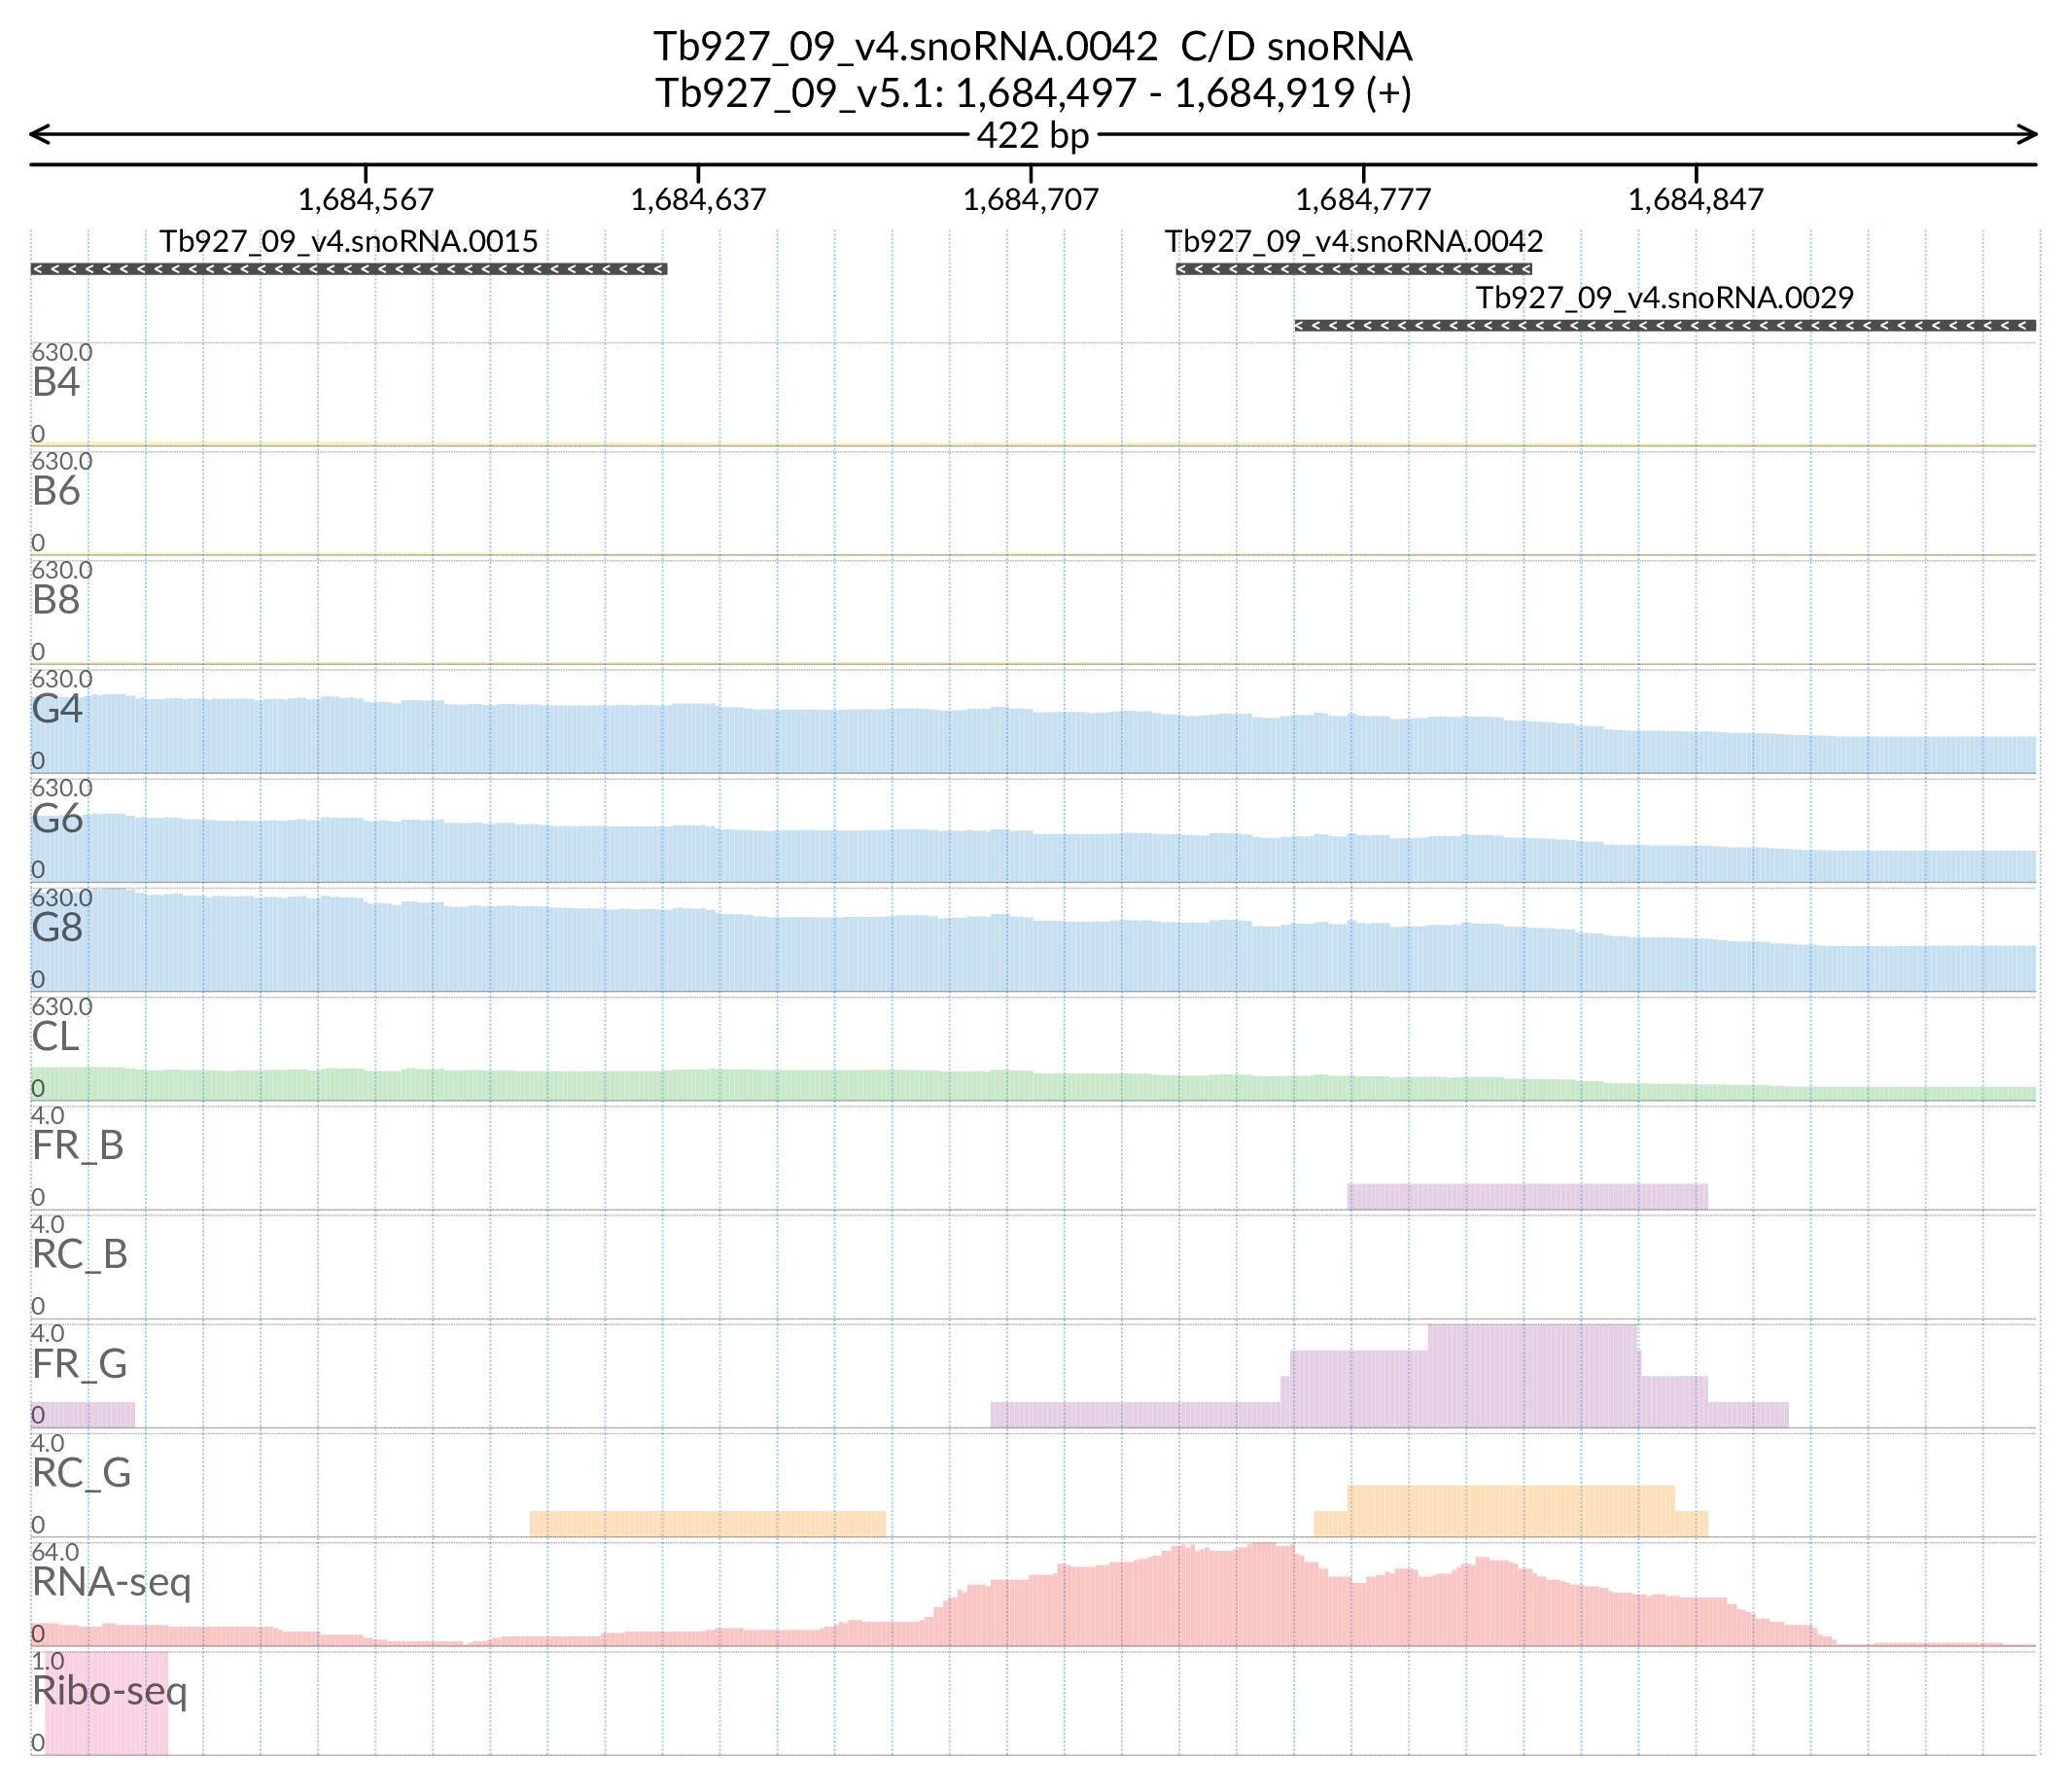 Tb927_09_v4.snoRNA.0042  C/D snoRNA
Tb927_09_v5.1: 1,684,497 - 1,684,919 (+)
422 bp
1,684,567 1,684,637 1,684,707 1,684,777 1,684,847
Tb927_09_v4.snoRNA.0015 Tb927_09_v4.snoRNA.0042
Tb927_09_v4.snoRNA.0029
630.0
B4
0
630.0
B6
0
630.0
B8
0
630.0
G4
0
630.0
G6
0
630.0
G8
0
630.0
CL
0
4.0
FR_B
0
4.0
RC_B
0
4.0
FR_G
0
4.0
RC_G
0
64.0
RNA-seq
0
1.0
Ribo-seq
0